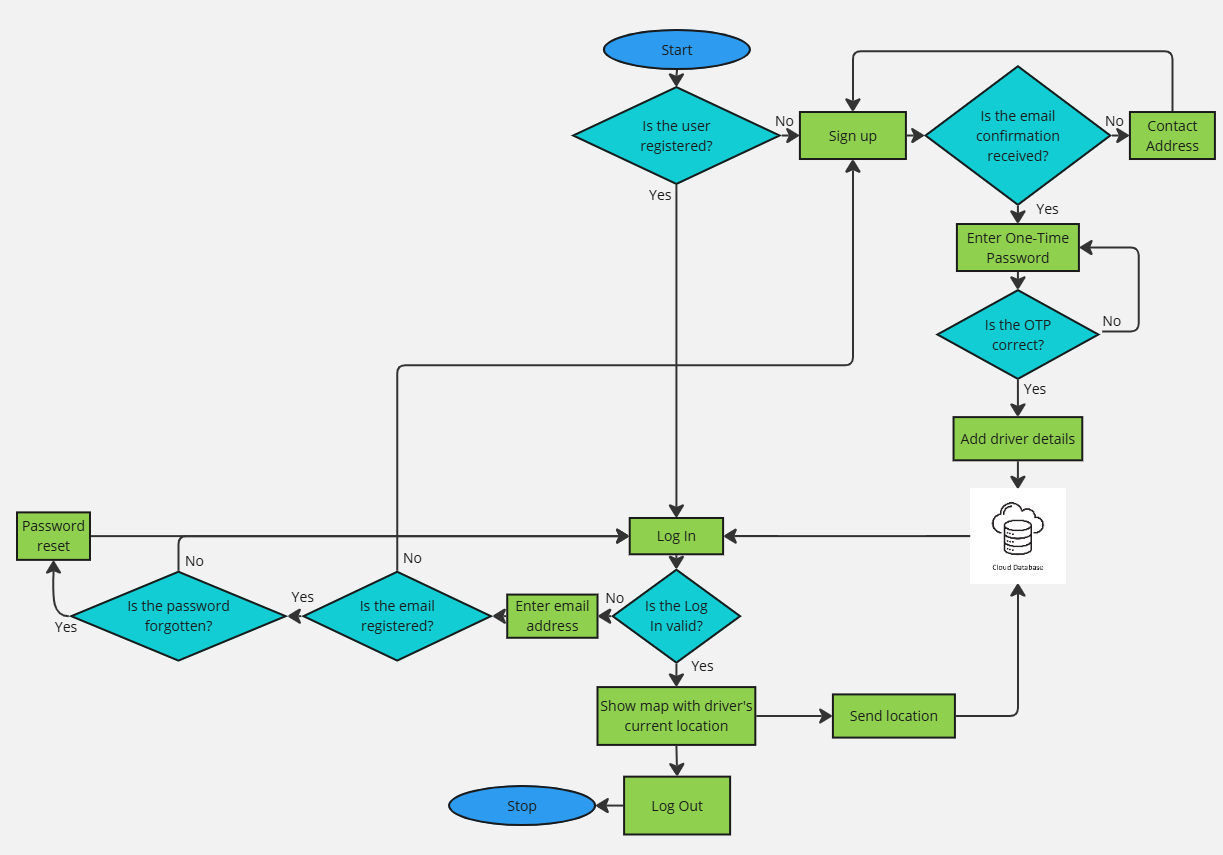 Start
Is the user
registered?
No
Sign up
Is the email
confirmation
received?
No
Contact
Address
Yes
Yes
Enter One-Time
Password
Is the OTP
correct?
No
Yes
Add driver details
Cloud Database
Log In
Password
reset
No
No
Is the password
forgotten?
Yes
Yes
Is the email
registered?
Enter email
address
No
Is the Log
In valid?
Yes
Show map with driver's
current location
Send location
Log Out
Stop